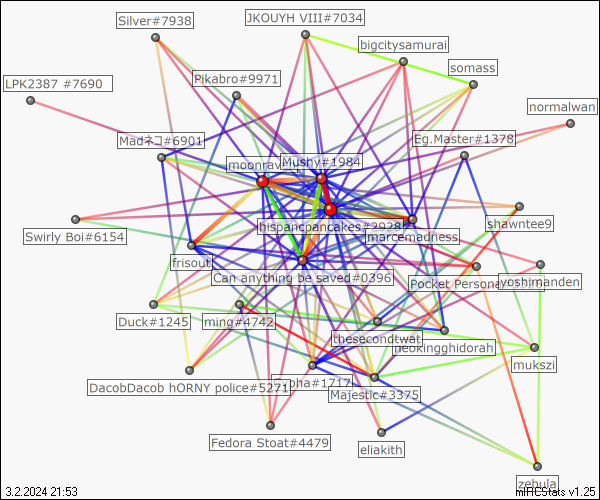 Silver#7938
JKOUYH VIII#7034
bigcitysamurai
somass
LPK2387 #7690
Pikabro#9971
normalwan
Madネコ#6901
Eg.Master#1378
Mushy#1984
shawntee9
hispanicpancakes#2928
marcemadness
Swirly Boi#6154
frisout
Can anything be saved#0396
Pocket Persona
yoshimanden
Duck#1245
ming#4742
thesecondtwat
neokingghidorah
mukszi
DacobDacob hORNY police#5271
#1717
Majestic#3375
Fedora Stoat#4479
eliakith
zebula
3.2.2024 21:53
mIRCStats v1.25